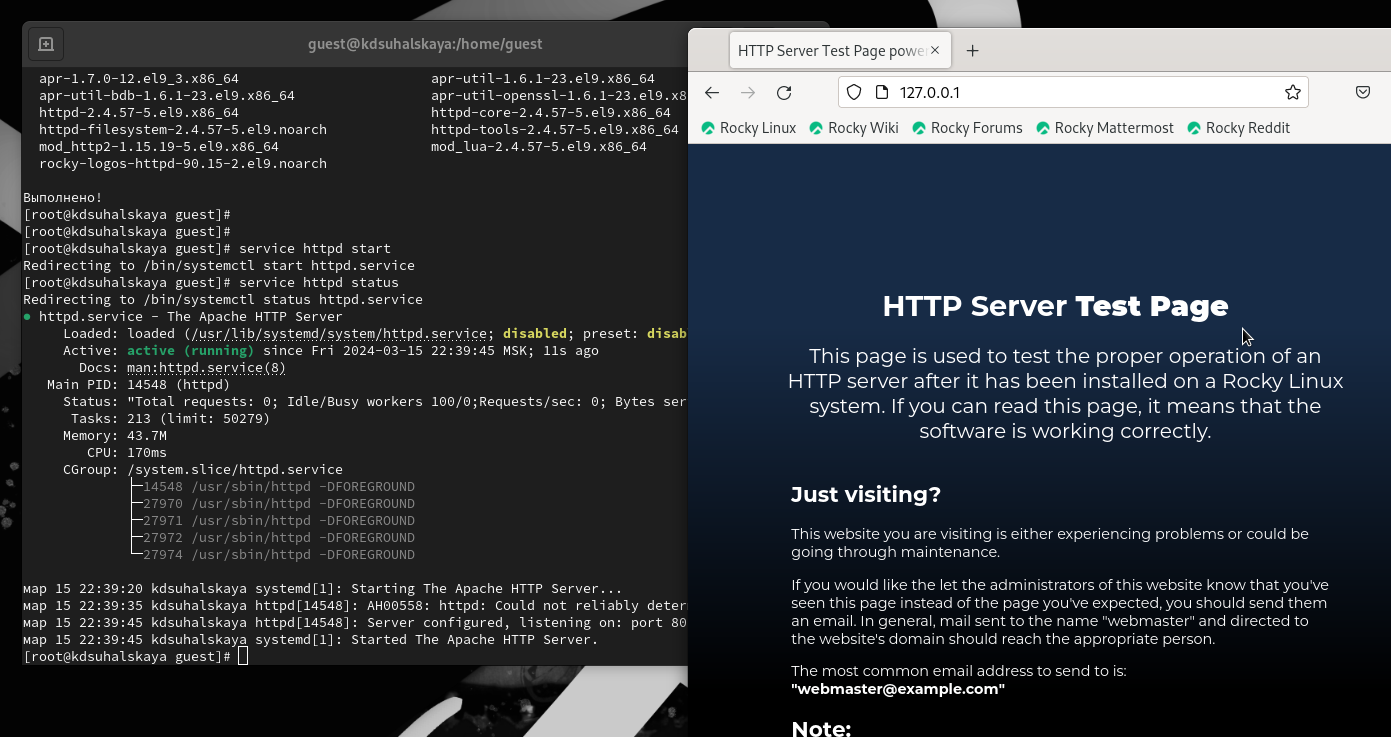 guest@kdsuhalskaya:/home/guest
apr-1.7.0-12.el9_3.x86_64 apr-util-1.6.1-23.el9.x86_64
apr-util-bdb-1.6.1-23.el9.x86_64 apr-util-openssl-1.6.1-23.el9.x8
httpd-2.4.57-5.el9.x86_64 httpd-core-2.4.57-5.el9.x86_64
httpd-filesystem-2.4.57-5.el9.noarch httpd-tools-2.4.57-5.el9.x86_64
mod_http2-1.15.19-5.el9.x86_64 mod_lua-2.4.57-5.el9.x86_64
rocky-logos-httpd-90.15-2.el9.noarch
Выполнено!
[root@kdsuhalskaya guest]#
[root@kdsuhalskaya guest]#
[root@kdsuhalskaya guest]# service httpd start
Redirecting to /bin/systemctl start httpd.service
[root@kdsuhalskaya guest]# service httpd status
Redirecting to /bin/systemctl status httpd.service
● httpd.service - The Apache HTTP Server
Loaded: loaded (/usr/lib/systemd/system/httpd.service; disabled; preset: disab
Active: active (running) since Fri 2024-03-15 22:39:45 MSK; 11s ago
Docs: man:httpd.service(8)
Main PID: 14548 (httpd)
Status: "Total requests: 0; Idle/Busy workers 100/0;Requests/sec: 0; Bytes ser
Tasks: 213 (limit: 50279)
Memory: 43.7M
CPU: 170ms
CGroup: /system.slice/httpd.service
├─14548 /usr/sbin/httpd -DFOREGROUND
├─27970 /usr/sbin/httpd -DFOREGROUND
├─27971 /usr/sbin/httpd -DFOREGROUND
├─27972 /usr/sbin/httpd -DFOREGROUND
└─27974 /usr/sbin/httpd -DFOREGROUND
мар 15 22:39:20 kdsuhalskaya systemd[1]: Starting The Apache HTTP Server...
мар 15 22:39:35 kdsuhalskaya httpd[14548]: AH00558: httpd: Could not reliably deter
мар 15 22:39:45 kdsuhalskaya httpd[14548]: Server configured, listening on: port 80
мар 15 22:39:45 kdsuhalskaya systemd[1]: Started The Apache HTTP Server.
[root@kdsuhalskaya guest]#
HTTP Server Test Page powe
127.0.0.1
Rocky Linux Rocky Wiki Rocky Forums Rocky Mattermost Rocky Reddit
HTTP Server Test Page
This page is used to test the proper operation of an
HTTP server after it has been installed on a Rocky Linux
system. If you can read this page, it means that the
software is working correctly.
Just visiting?
This website you are visiting is either experiencing problems or could be
going through maintenance.
If you would like the let the administrators of this website know that you've
seen this page instead of the page you've expected, you should send them
an email. In general, mail sent to the name "webmaster" and directed to
the website's domain should reach the appropriate person.
The most common email address to send to is:
"webmaster@example.com"
Note: